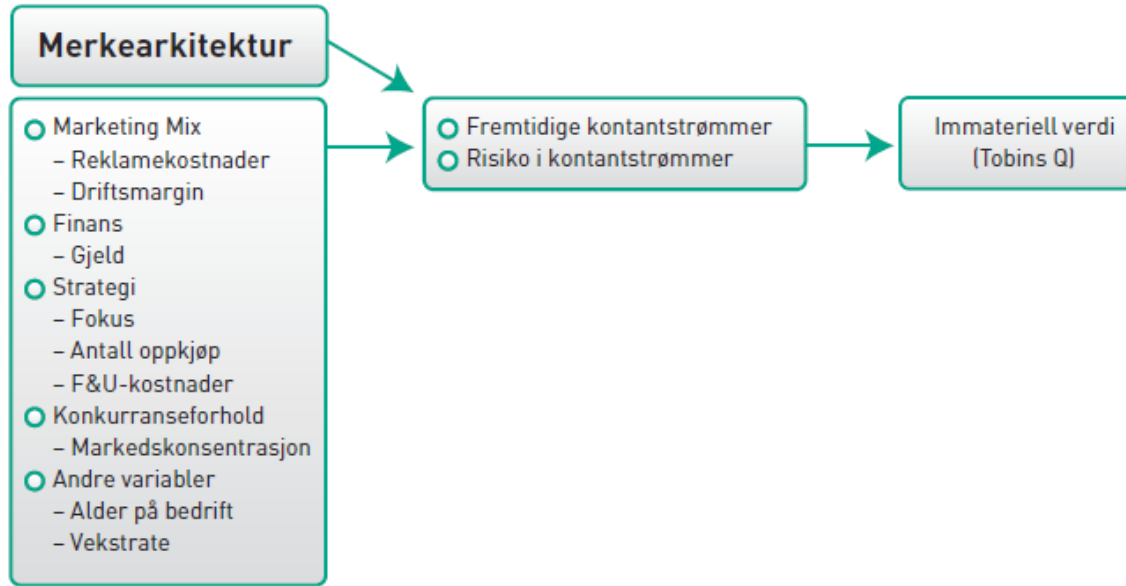 Merkearkitektur
Marketing Mix
– Reklamekostnader
– Driftsmargin
Finans
– Gjeld
Strategi
– Fokus
– Antall oppkjøp
– F&U-kostnader
Konkurranseforhold
– Markedskonsentrasjon
Andre variabler
– Alder på bedrift
– Vekstrate
Fremtidige kontantstrømmer
Risiko i kontantstrømmer
Immateriell verdi
(Tobins Q)